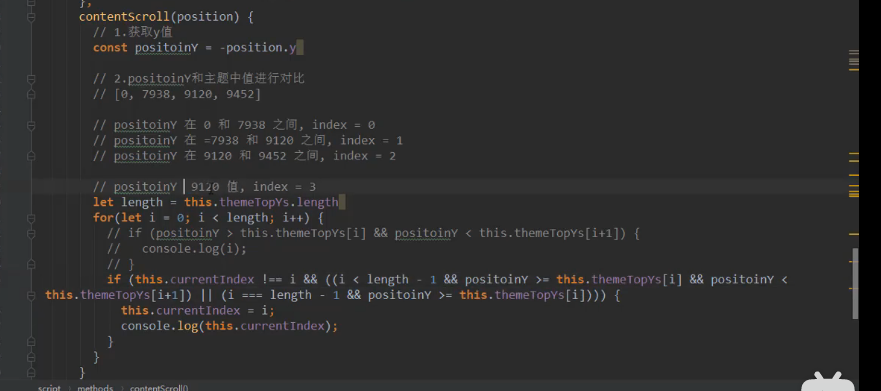 },
contentScroll(position) {
// 1.获取y值
const positoinY = -position.y
// 2.positoinY和主题中值进行对比
// [0, 7938, 9120, 9452]
// positoinY 在 0 和 7938 之间, index = 0
// positoinY 在 =7938 和 9120 之间, index = 1
// positoinY 在 9120 和 9452 之间, index = 2
// positoinY 9120 值, index = 3
let length = this.themeTopYs.length
for(let i = 0; i < length; i++) {
// if (positoinY > this.themeTopYs[i] && positoinY < this.themeTopYs[i+1]) {
//   console.log(i);
// }
if (this.currentIndex !== i && ((i < length - 1 && positoinY >= this.themeTopYs[i] && positoinY <
this.themeTopYs[i+1]) || (i === length - 1 && positoinY >= this.themeTopYs[i]))) {
this.currentIndex = i;
console.log(this.currentIndex);
}
}
}
script › methods › contentScroll()